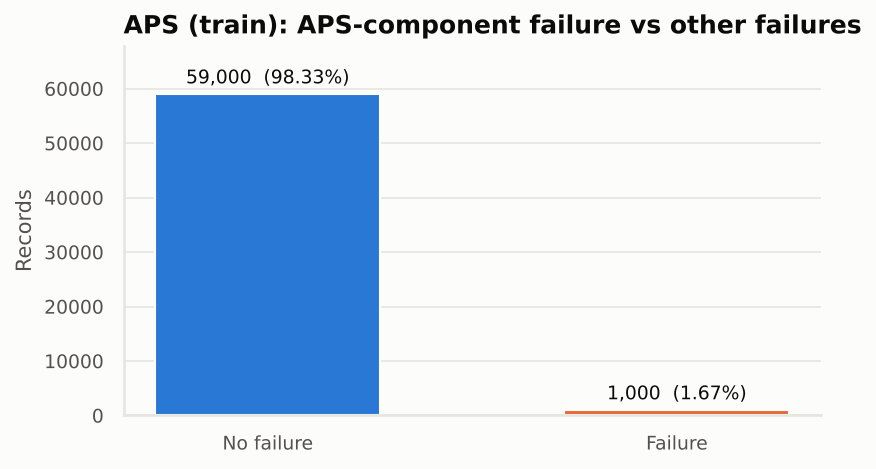 APS (train): APS-component failure vs other failures
59,000  (98.33%)
1,000  (1.67%)
Records
60000
50000
40000
30000
20000
10000
0
No failure
Failure